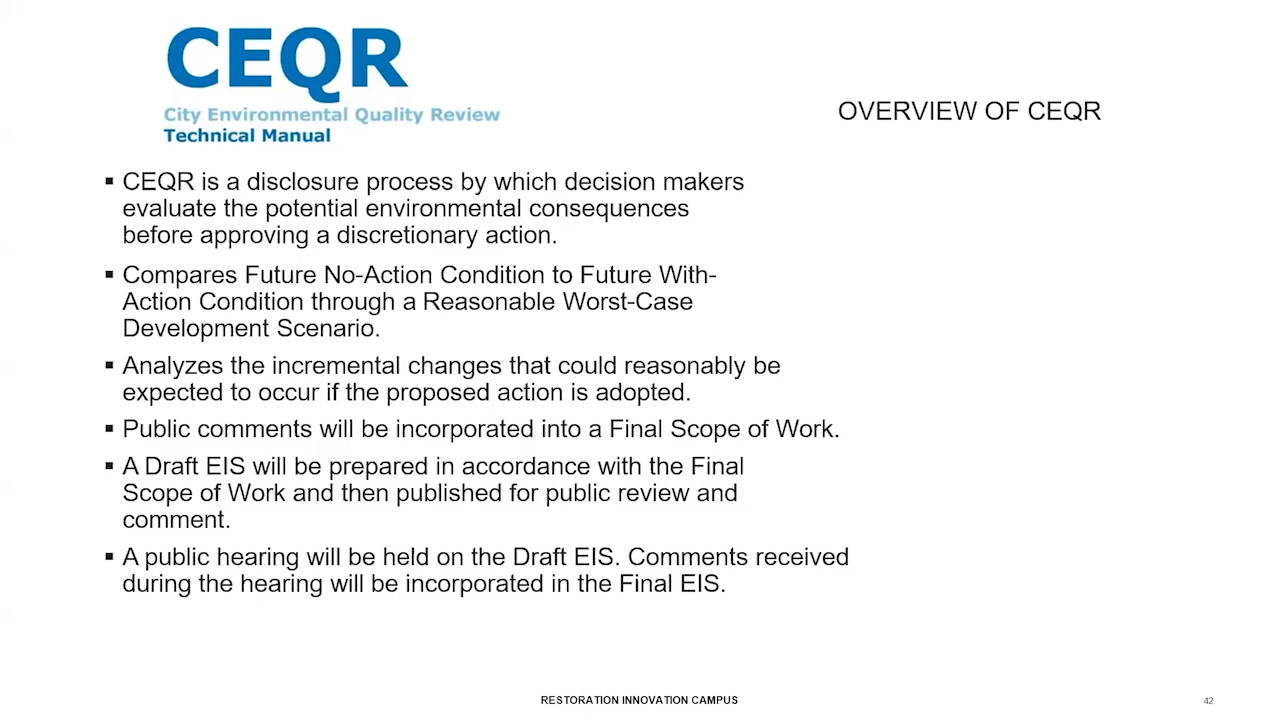 CEQR
City Environmental Quality Review
Technical Manual
OVERVIEW OF CEQR
▪ CEQR is a disclosure process by which decision makers
evaluate the potential environmental consequences
before approving a discretionary action.
▪ Compares Future No-Action Condition to Future With-
Action Condition through a Reasonable Worst-Case
Development Scenario.
▪ Analyzes the incremental changes that could reasonably be
expected to occur if the proposed action is adopted.
▪ Public comments will be incorporated into a Final Scope of Work.
▪ A Draft EIS will be prepared in accordance with the Final
Scope of Work and then published for public review and
comment.
▪ A public hearing will be held on the Draft EIS. Comments received
during the hearing will be incorporated in the Final EIS.
RESTORATION INNOVATION CAMPUS
42